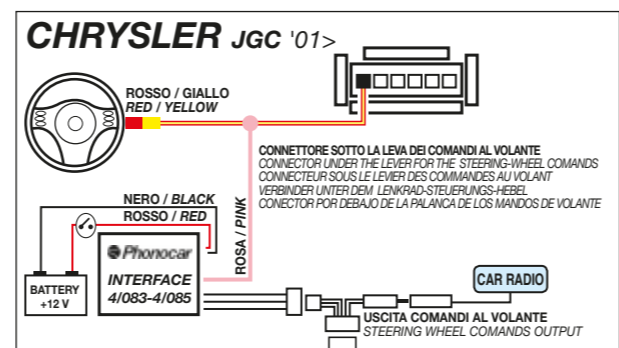 CHRYSLER JGC '01>
ROSSO / GIALLO
RED / YELLOW
CONNETTORE SOTTO LA LEVA DEI COMANDI AL VOLANTE
CONNECTOR UNDER THE LEVER FOR THE STEERING-WHEEL COMANDS
CONNECTEUR SOUS LE LEVIER DES COMMANDES AU VOLANT
VERBINDER UNTER DEM LENKRAD-STEUERUNGS-HEBEL
CONECTOR POR DEBAJO DE LA PALANCA DE LOS MANDOS DE VOLANTE
NERO / BLACK
ROSSO / RED
ROSA / PINK
Phonocar
INTERFACE
4/083-4/085
BATTERY
+12 V
CAR RADIO
USCITA COMANDI AL VOLANTE
STEERING WHEEL COMANDS OUTPUT